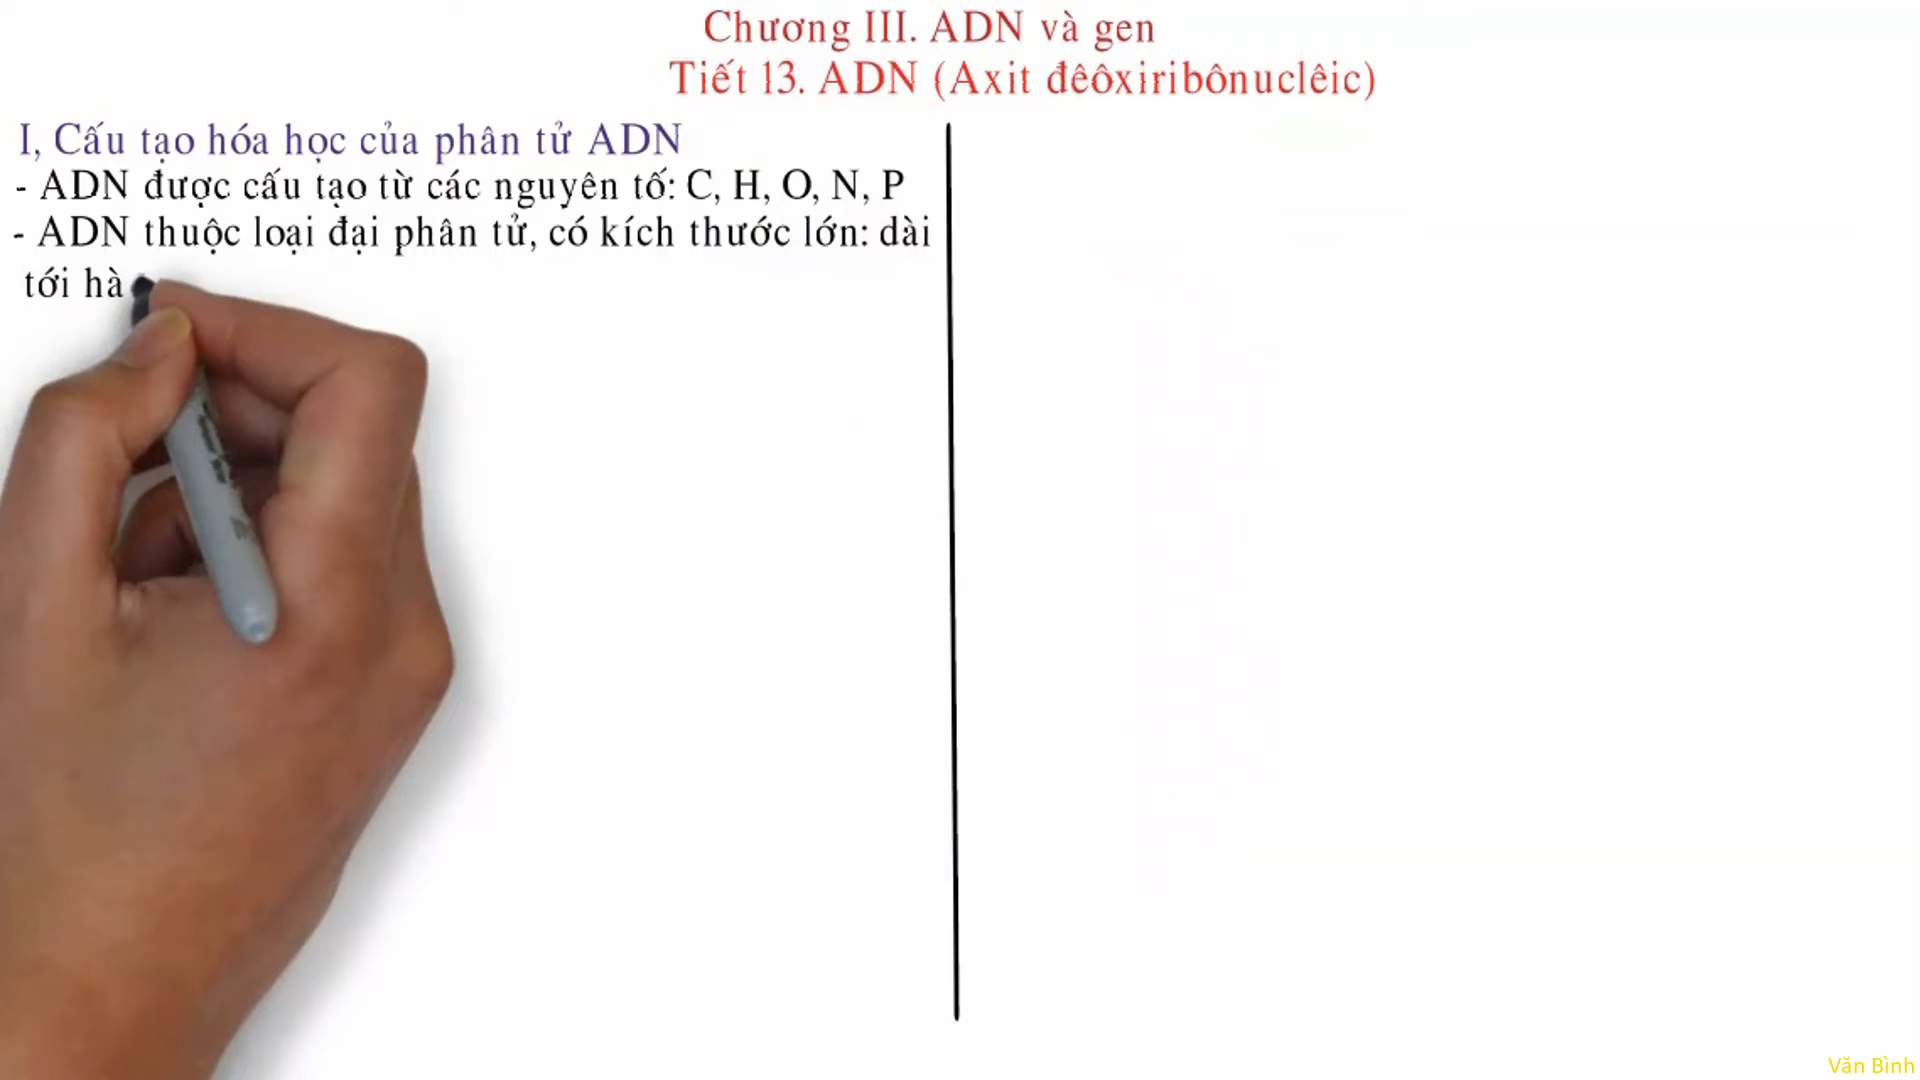 Chương III. ADN và gen
Tiết 13. ADN (Axit đêôxiribônuclêic)
I, Cấu tạo hóa học của phân tử ADN
- ADN được cấu tạo từ các nguyên tố: C, H, O, N, P
- ADN thuộc loại đại phân tử, có kích thước lớn: dài
tới hà
Văn Bình